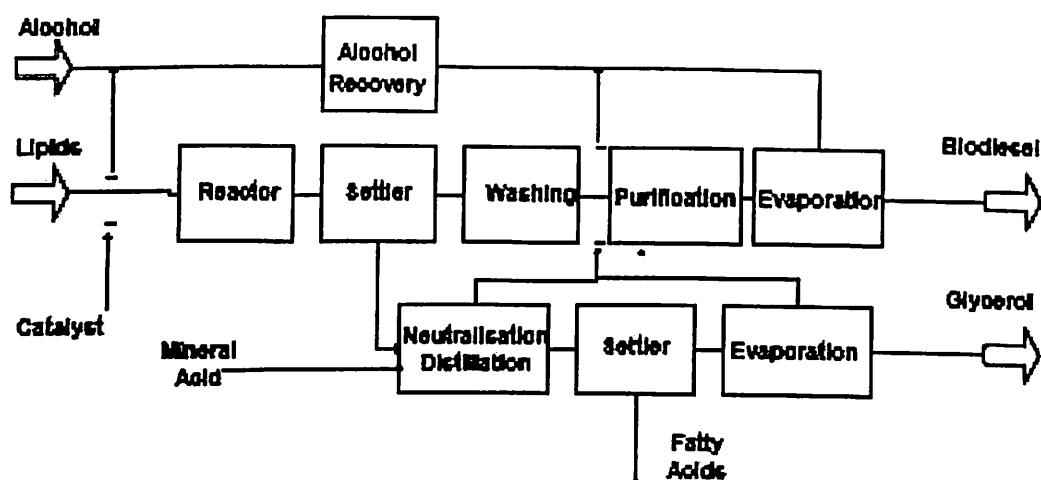 Alcohol
Alcohol
Recovery
Lipids
Biodiesel
Reactor
Settler
Washing
Purification
Evaporation
Catalyst
Glycerol
Mineral
Acid
Neutralisation
Distillation
Settler
Evaporation
Fatty
Acids